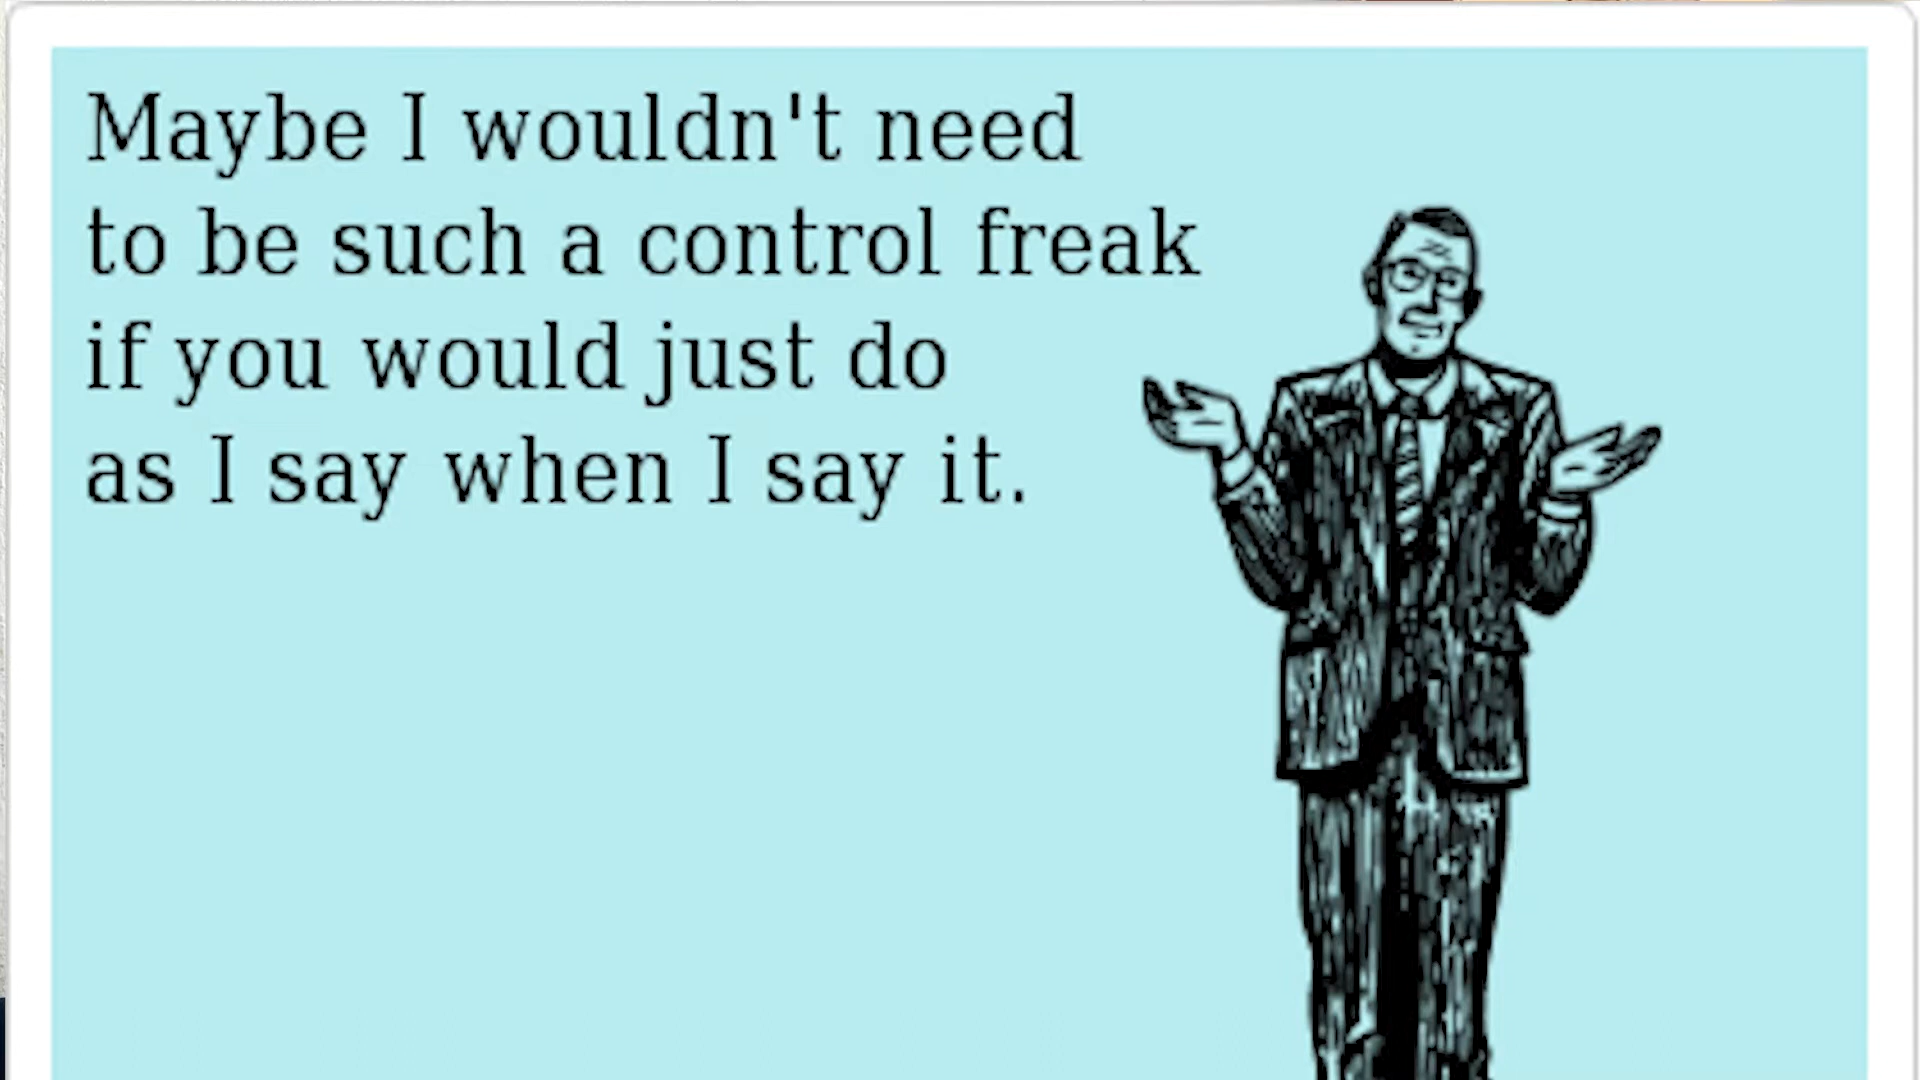 Maybe I wouldn't need
to be such a control freak
if you would just do
as I say when I say it.